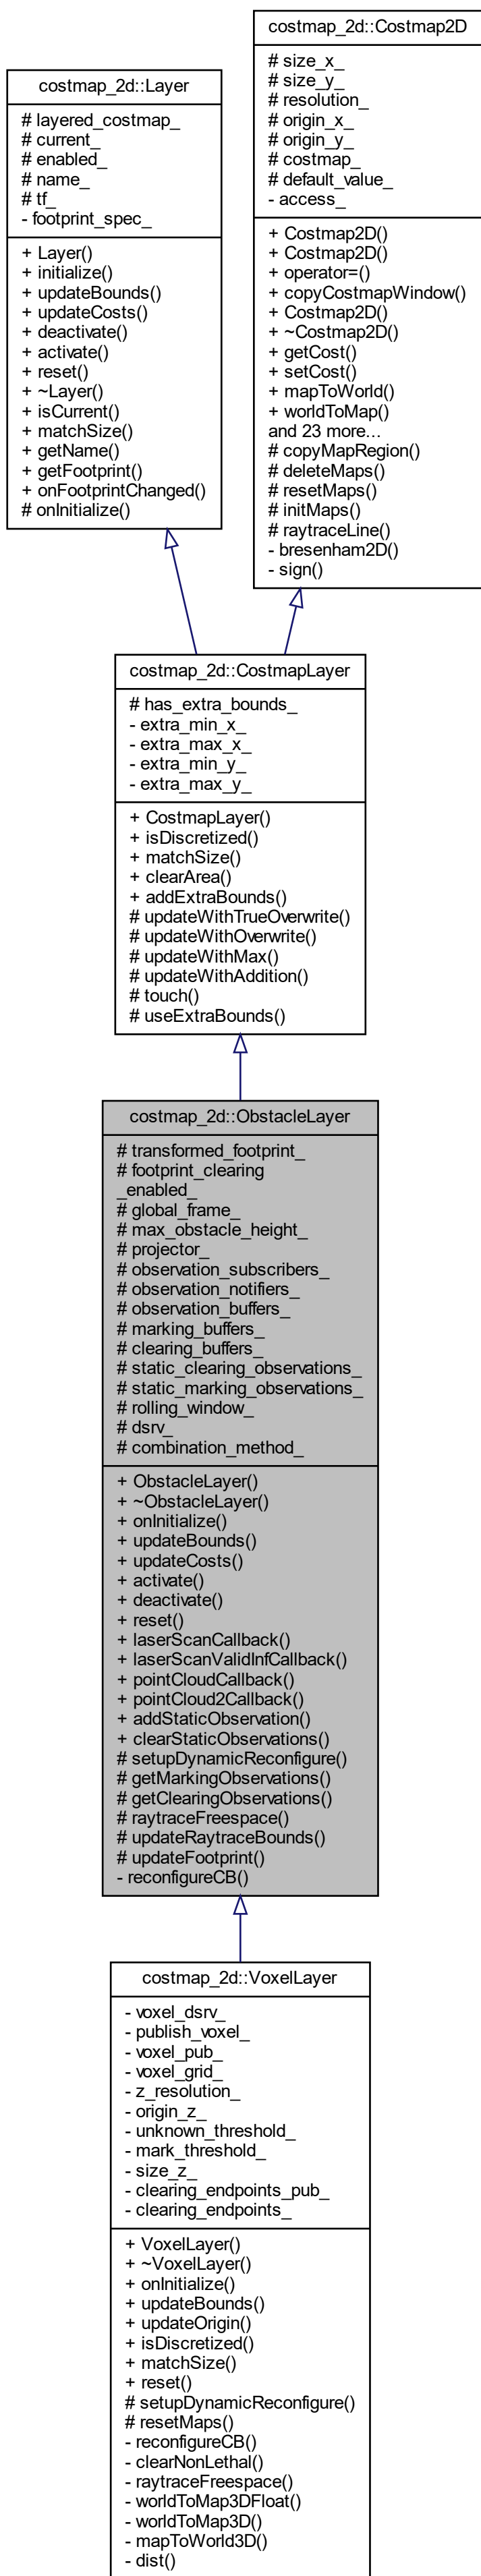 costmap_2d::Layer
# layered_costmap_
# current_
# enabled_
# name_
# tf_
- footprint_spec_
+ Layer()
+ initialize()
+ updateBounds()
+ updateCosts()
+ deactivate()
+ activate()
+ reset()
+ ~Layer()
+ isCurrent()
+ matchSize()
+ getName()
+ getFootprint()
+ onFootprintChanged()
# onInitialize()
costmap_2d::Costmap2D
# size_x_
# size_y_
# resolution_
# origin_x_
# origin_y_
# costmap_
# default_value_
- access_
+ Costmap2D()
+ Costmap2D()
+ operator=()
+ copyCostmapWindow()
+ Costmap2D()
+ ~Costmap2D()
+ getCost()
+ setCost()
+ mapToWorld()
+ worldToMap()
and 23 more...
# copyMapRegion()
# deleteMaps()
# resetMaps()
# initMaps()
# raytraceLine()
- bresenham2D()
- sign()
costmap_2d::CostmapLayer
# has_extra_bounds_
- extra_min_x_
- extra_max_x_
- extra_min_y_
- extra_max_y_
+ CostmapLayer()
+ isDiscretized()
+ matchSize()
+ clearArea()
+ addExtraBounds()
# updateWithTrueOverwrite()
# updateWithOverwrite()
# updateWithMax()
# updateWithAddition()
# touch()
# useExtraBounds()
costmap_2d::ObstacleLayer
# transformed_footprint_
# footprint_clearing
_enabled_
# global_frame_
# max_obstacle_height_
# projector_
# observation_subscribers_
# observation_notifiers_
# observation_buffers_
# marking_buffers_
# clearing_buffers_
# static_clearing_observations_
# static_marking_observations_
# rolling_window_
# dsrv_
# combination_method_
+ ObstacleLayer()
+ ~ObstacleLayer()
+ onInitialize()
+ updateBounds()
+ updateCosts()
+ activate()
+ deactivate()
+ reset()
+ laserScanCallback()
+ laserScanValidInfCallback()
+ pointCloudCallback()
+ pointCloud2Callback()
+ addStaticObservation()
+ clearStaticObservations()
# setupDynamicReconfigure()
# getMarkingObservations()
# getClearingObservations()
# raytraceFreespace()
# updateRaytraceBounds()
# updateFootprint()
- reconfigureCB()
costmap_2d::VoxelLayer
- voxel_dsrv_
- publish_voxel_
- voxel_pub_
- voxel_grid_
- z_resolution_
- origin_z_
- unknown_threshold_
- mark_threshold_
- size_z_
- clearing_endpoints_pub_
- clearing_endpoints_
+ VoxelLayer()
+ ~VoxelLayer()
+ onInitialize()
+ updateBounds()
+ updateOrigin()
+ isDiscretized()
+ matchSize()
+ reset()
# setupDynamicReconfigure()
# resetMaps()
- reconfigureCB()
- clearNonLethal()
- raytraceFreespace()
- worldToMap3DFloat()
- worldToMap3D()
- mapToWorld3D()
- dist()